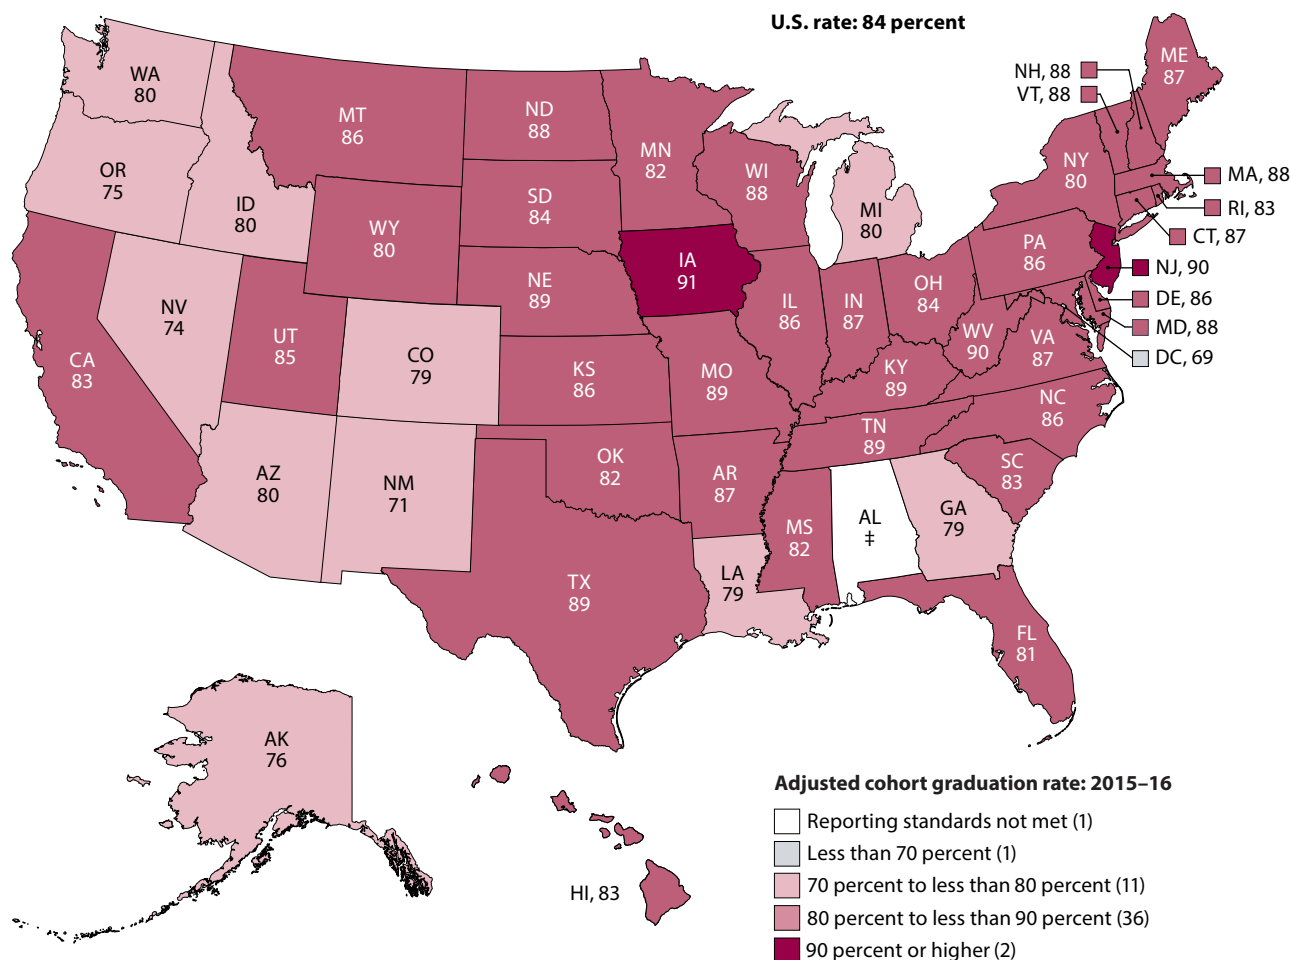 U.S. rate: 84 percent
WA
80
OR
75
ID
80
MT
86
ND
88
MN
82
WI
88
MI
80
NY
80
ME
87
NH, 88
VT, 88
MA, 88
RI, 83
CT, 87
NJ, 90
DE, 86
MD, 88
DC, 69
SD
84
WY
80
NE
89
IA
91
IL
86
IN
87
OH
84
PA
86
WV
90
VA
87
CA
83
NV
74
UT
85
CO
79
KS
86
MO
89
KY
89
NC
86
TN
89
SC
83
AZ
80
NM
71
OK
82
AR
87
MS
82
AL
‡
GA
79
TX
89
LA
79
FL
81
AK
76
HI, 83
Adjusted cohort graduation rate: 2015–16
Reporting standards not met (1)
Less than 70 percent (1)
70 percent to less than 80 percent (11)
80 percent to less than 90 percent (36)
90 percent or higher (2)